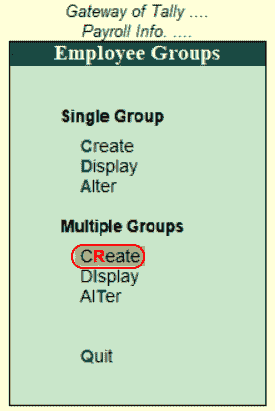 Gateway of Tally ....
Payroll Info. ....
Employee Groups
Single Group
Create
Display
Alter
Multiple Groups
CReate
DIsplay
AlTer
Quit